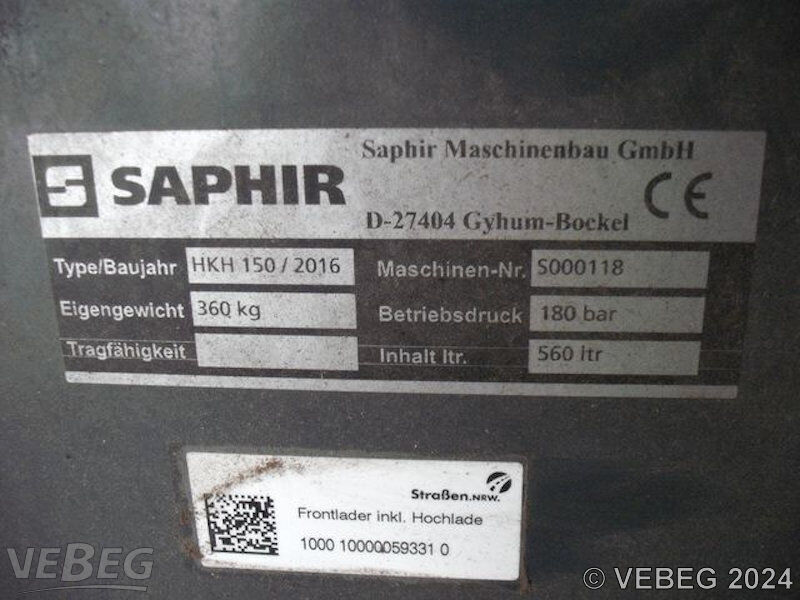 SAPHIR
Saphir Maschinenbau GmbH
D-27404 Gyhum-Bockel
CE
Type/Baujahr HKH 150 / 2016 Maschinen-Nr. S000118
Eigengewicht 360 kg Betriebsdruck 180 bar
Tragfähigkeit Inhalt ltr. 560 ltr
Straßen.NRW.
Frontlader inkl. Hochlade
1000 10000059331 0
VEBEG
© VEBEG 2024